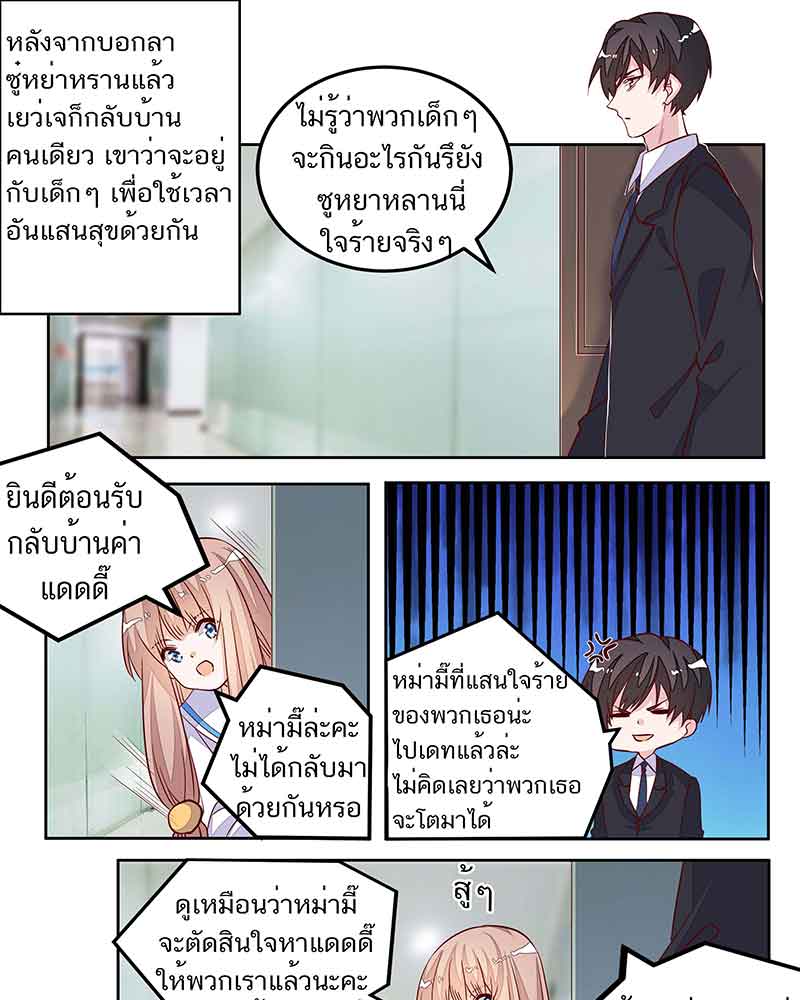 หลังจากบอกลา
ซู๋หย่าหรานแล้ว
เยว่เจก็กลับบ้าน
คนเดียว เขาว่าจะอยู่
กับเด็กๆ เพื่อใช้เวลา
อันแสนสุขด้วยกัน
ไม่รู้ว่าพวกเด็กๆ
จะกินอะไรกันรึยัง
ซูหยาหลานนี่
ใจร้ายจริงๆ
ยินดีต้อนรับ
กลับบ้านค่า
แดดดี๊
หม่ามี๊ล่ะคะ
ไม่ได้กลับมา
ด้วยกันหรอ
หม่ามี๊ที่แสนใจร้าย
ของพวกเธอน่ะ
ไปเดทแล้วล่ะ
ไม่คิดเลยว่าพวกเธอ
จะโตมาได้
สู้ๆ
ดูเหมือนว่าหม่ามี๊
จะตัดสินใจหาแดดดี๊
ให้พวกเราแล้วนะคะ